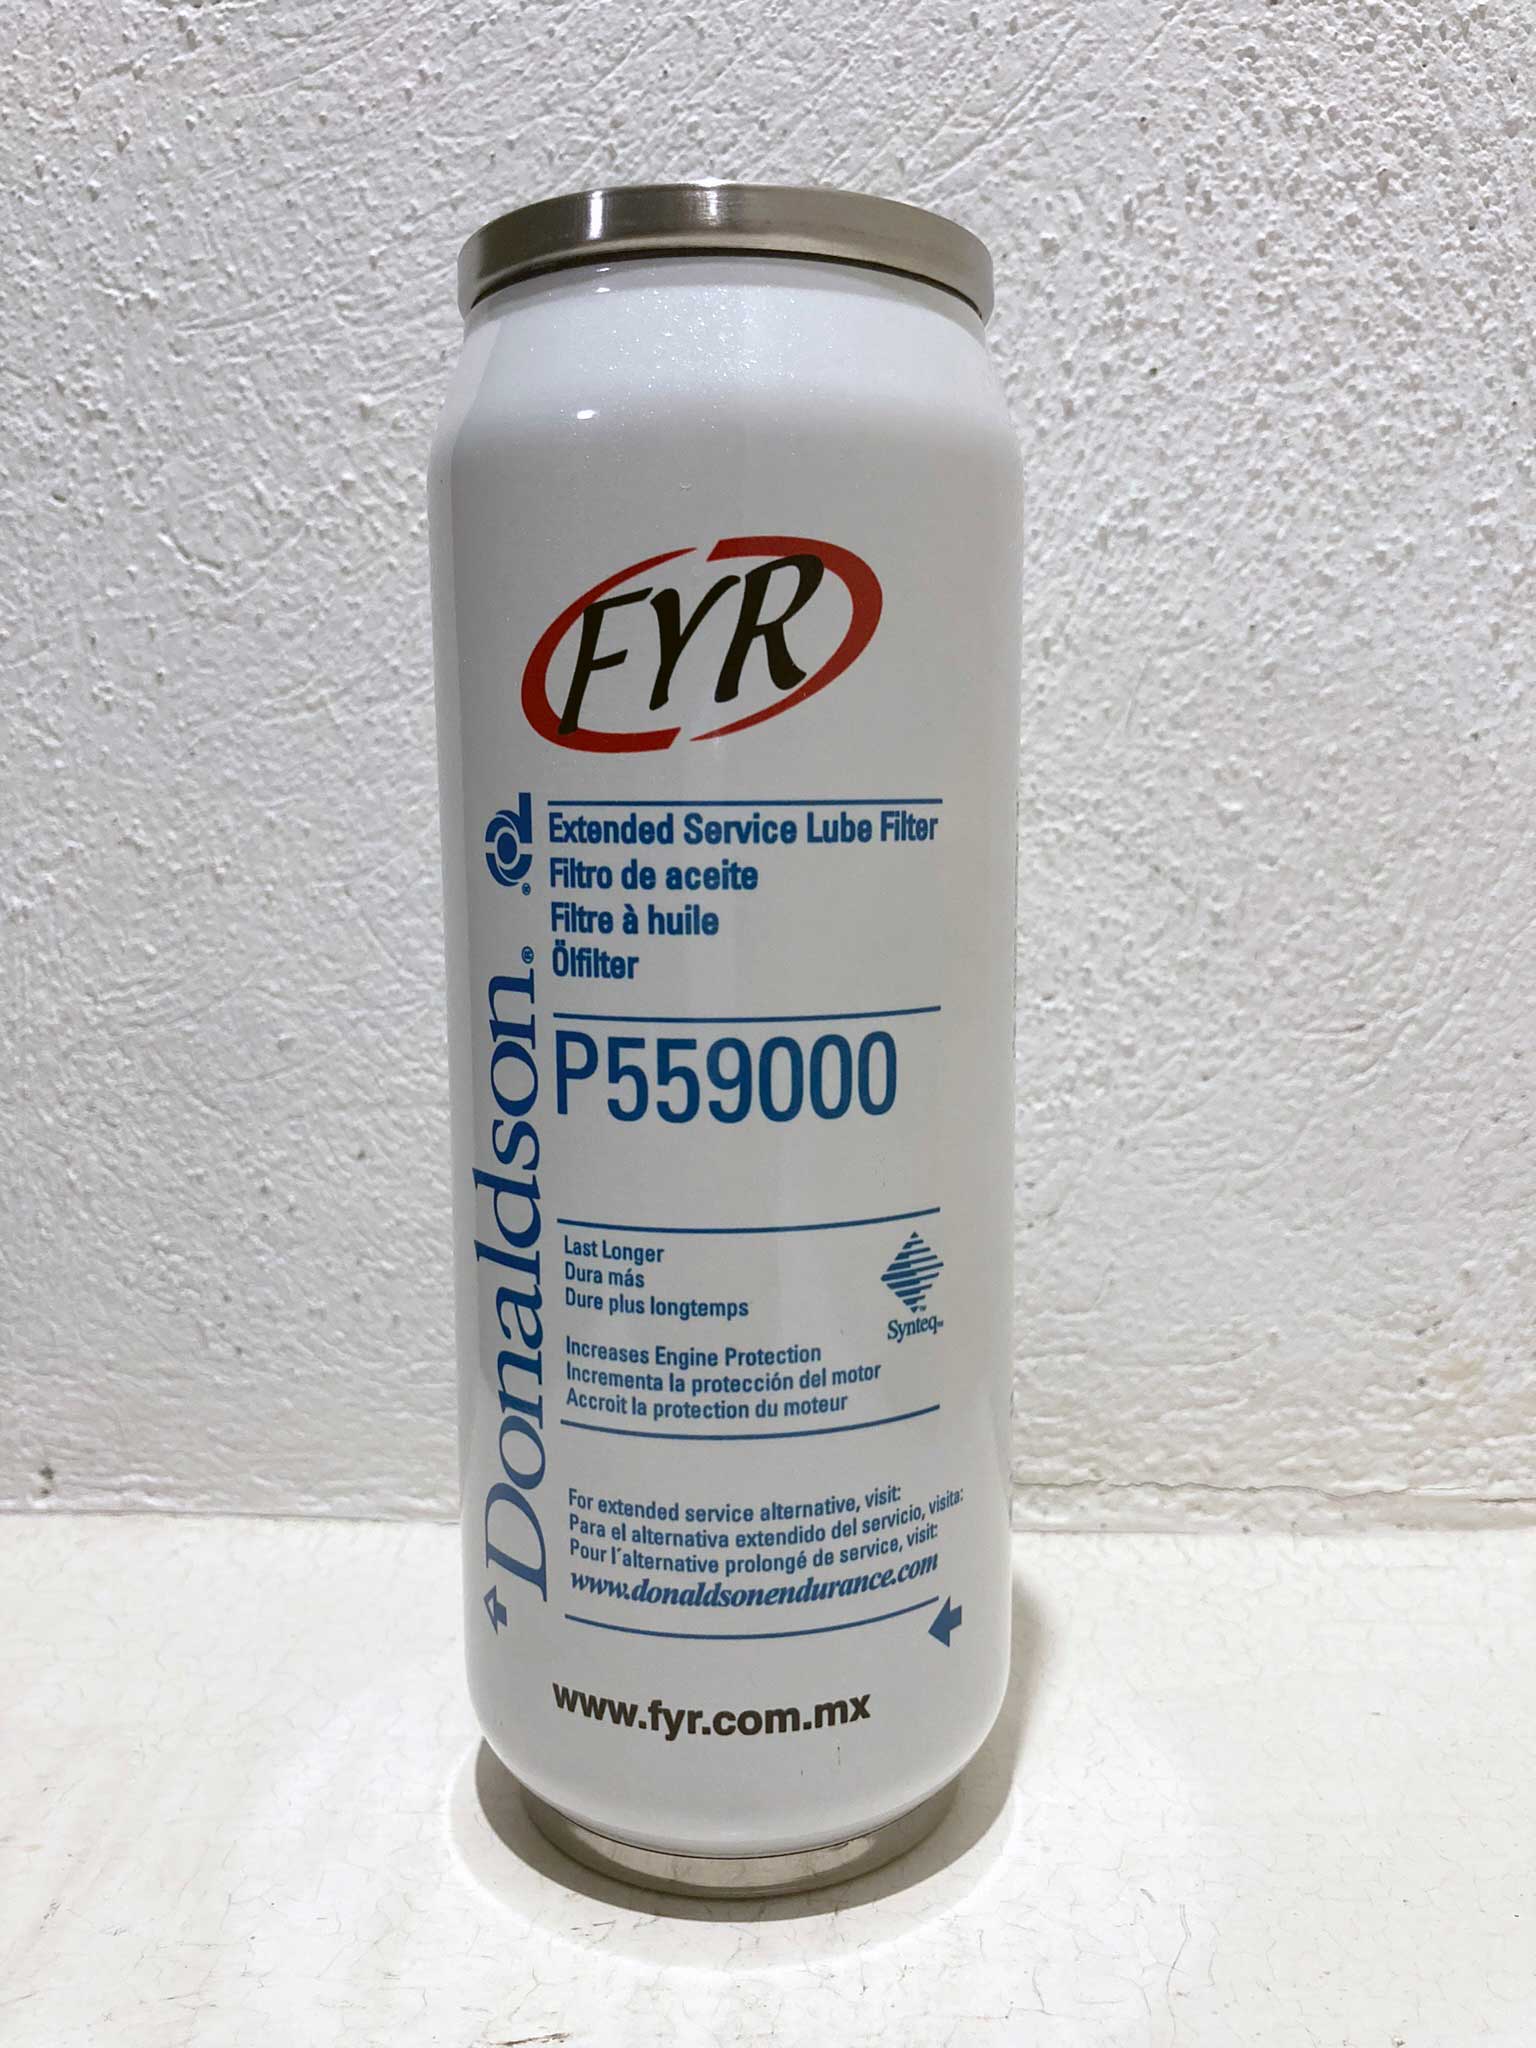 FYR
Extended Service Lube Filter
Filtro de aceite
Filtre à huile
Ölfilter
Donaldson®
P559000
Last Longer
Dura más
Dure plus longtemps
Synteq™
Increases Engine Protection
Incrementa la protección del motor
Accroit la protection du moteur
For extended service alternative, visit:
Para el alternativa extendido del servicio, visita:
Pour l´alternative prolongé de service, visit:
www.donaldsonendurance.com
www.fyr.com.mx